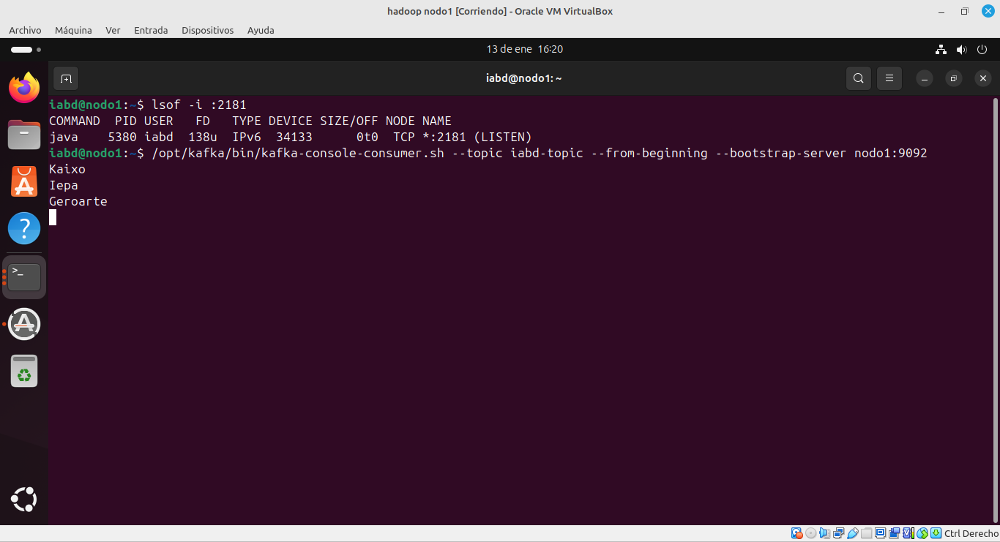 hadoop nodo1 [Corriendo] - Oracle VM VirtualBox
Archivo Máquina Ver Entrada Dispositivos Ayuda
13 de ene 16:20
iabd@nodo1: ~
iabd@nodo1:~$ lsof -i :2181
COMMAND  PID USER   FD   TYPE DEVICE SIZE/OFF NODE NAME
java    5380 iabd  138u  IPv6  34133      0t0  TCP *:2181 (LISTEN)
iabd@nodo1:~$ /opt/kafka/bin/kafka-console-consumer.sh --topic iabd-topic --from-beginning --bootstrap-server nodo1:9092
Kaixo
Iepa
Geroarte
Ctrl Derecho